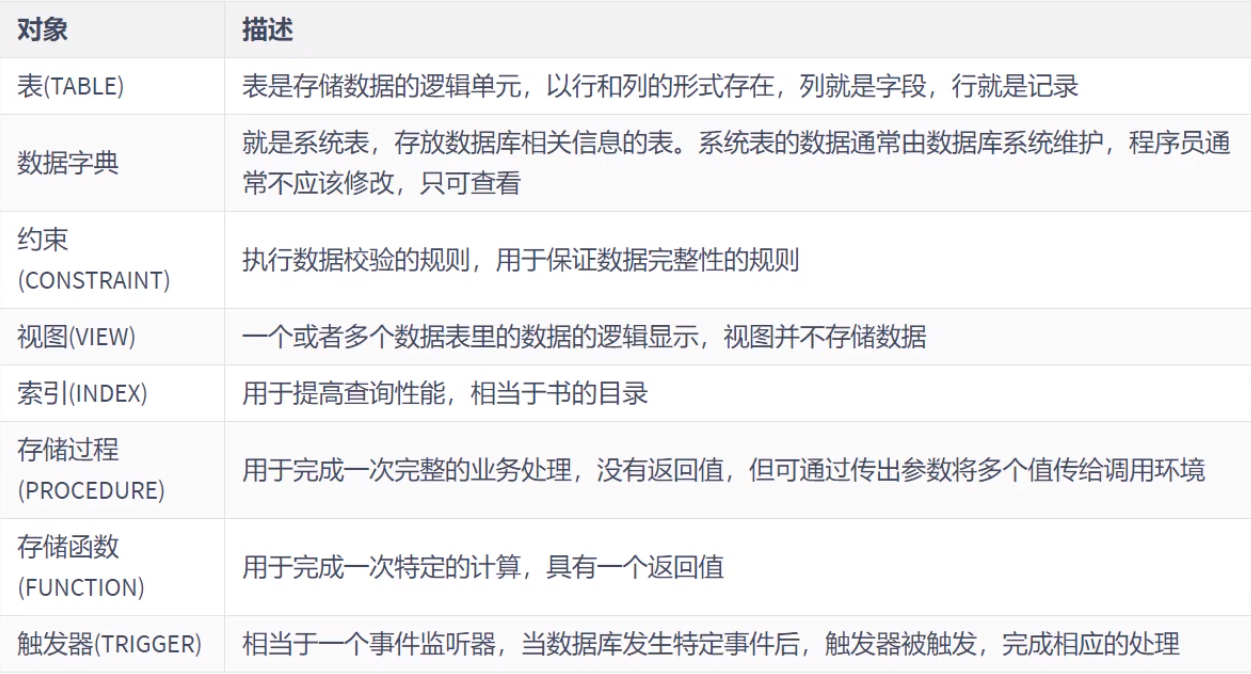 对象 描述
表(TABLE) 表是存储数据的逻辑单元，以行和列的形式存在，列就是字段，行就是记录
数据字典 就是系统表，存放数据库相关信息的表。系统表的数据通常由数据库系统维护，程序员通
常不应该修改，只可查看
约束
(CONSTRAINT) 执行数据校验的规则，用于保证数据完整性的规则
视图(VIEW) 一个或者多个数据表里的数据的逻辑显示，视图并不存储数据
索引(INDEX) 用于提高查询性能，相当于书的目录
存储过程
(PROCEDURE) 用于完成一次完整的业务处理，没有返回值，但可通过传出参数将多个值传给调用环境
存储函数
(FUNCTION) 用于完成一次特定的计算，具有一个返回值
触发器(TRIGGER) 相当于一个事件监听器，当数据库发生特定事件后，触发器被触发，完成相应的处理